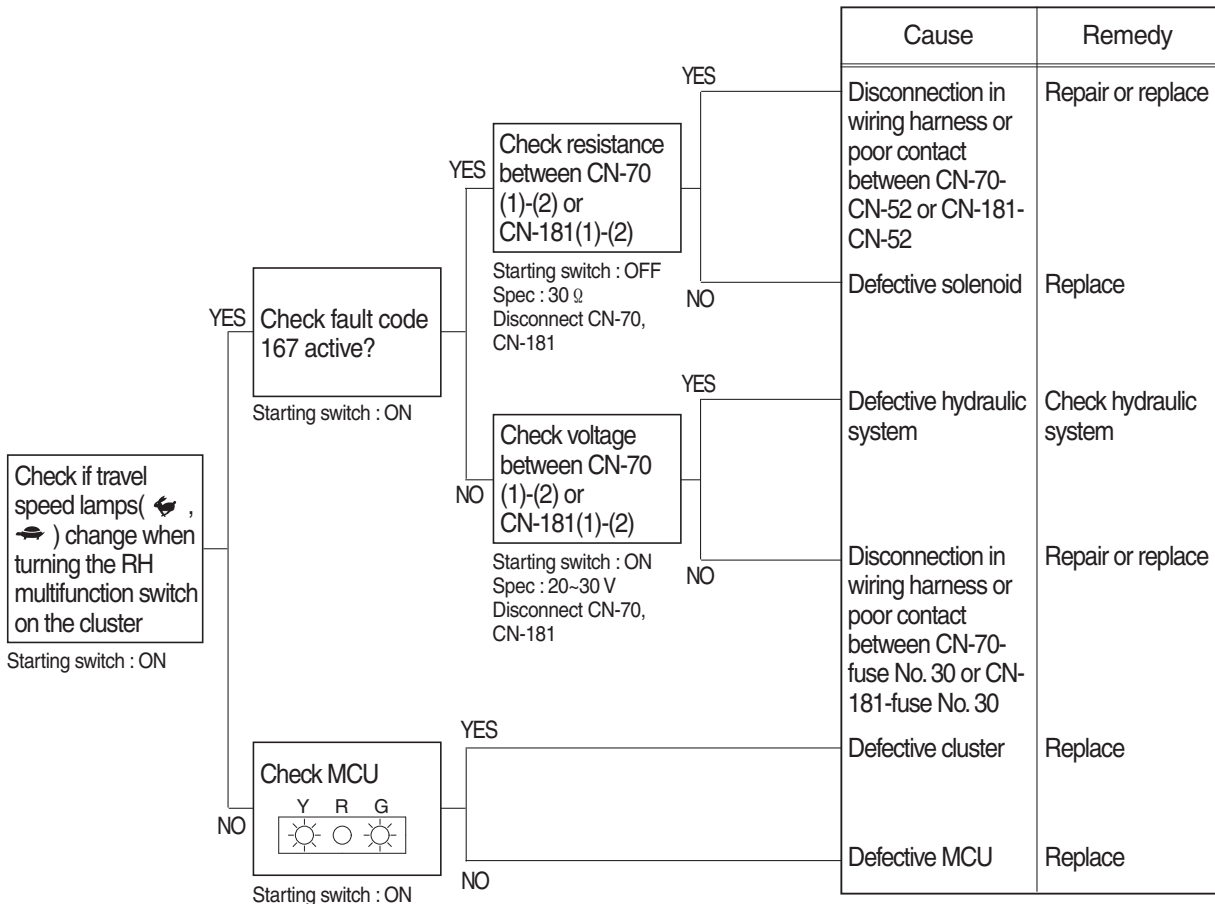 Cause
Remedy
YES
Disconnection in
wiring harness or
poor contact
between CN-70-
CN-52 or CN-181-
CN-52
Repair or replace
YES
Check resistance
between CN-70
(1)-(2) or
CN-181(1)-(2)
Starting switch : OFF
Spec : 30 Ω
Disconnect CN-70,
CN-181
NO
Defective solenoid
Replace
YES
Check fault code
167 active?
Starting switch : ON
YES
Defective hydraulic
system
Check hydraulic
system
NO
Check voltage
between CN-70
(1)-(2) or
CN-181(1)-(2)
Starting switch : ON
Spec : 20~30 V
Disconnect CN-70,
CN-181
NO
Disconnection in
wiring harness or
poor contact
between CN-70-
fuse No. 30 or CN-
181-fuse No. 30
Repair or replace
Check if travel
speed lamps( ,
) change when
turning the RH
multifunction switch
on the cluster
Starting switch : ON
NO
Check MCU
Y R G
Starting switch : ON
YES
Defective cluster
Replace
NO
Defective MCU
Replace